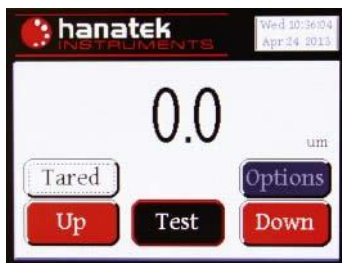 hanatek
INSTRUMENTS
Wed 10:36:04
Apr 24 2013
0.0
um
Tared
Options
Up
Test
Down